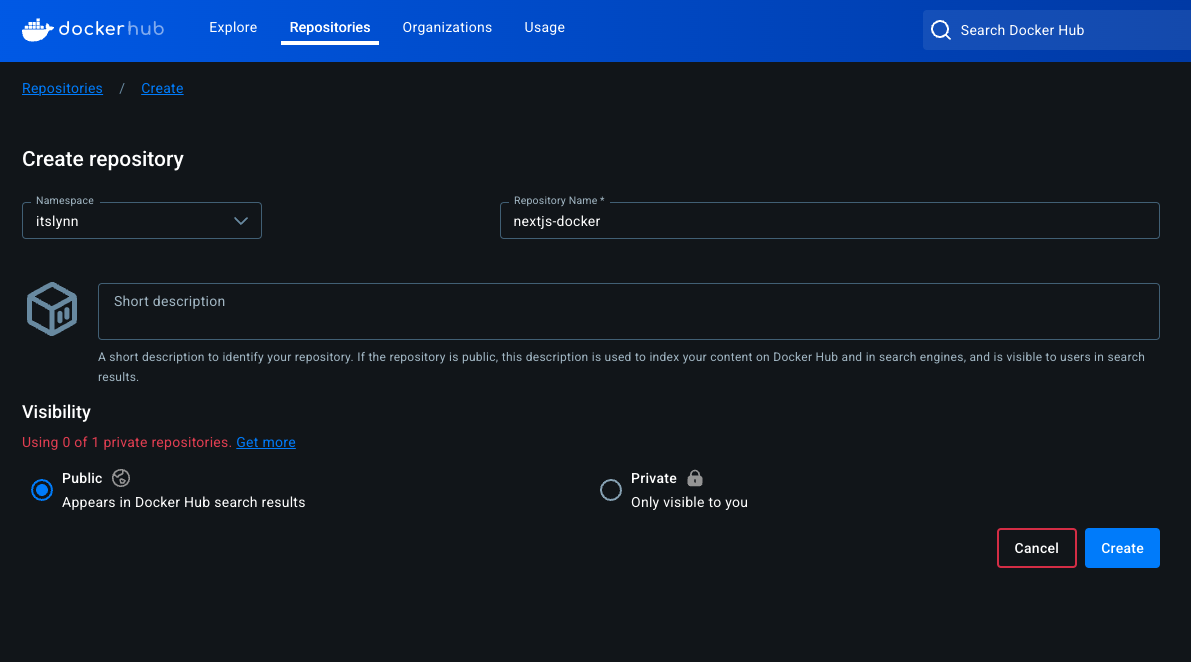 dockerhub Explore Repositories Organizations Usage Search Docker Hub
Repositories / Create
Create repository
Namespace Repository Name *
itslynn nextjs-docker
Short description
A short description to identify your repository. If the repository is public, this description is used to index your content on Docker Hub and in search engines, and is visible to users in search
results.
Visibility
Using 0 of 1 private repositories. Get more
Public Private
Appears in Docker Hub search results Only visible to you
Cancel Create